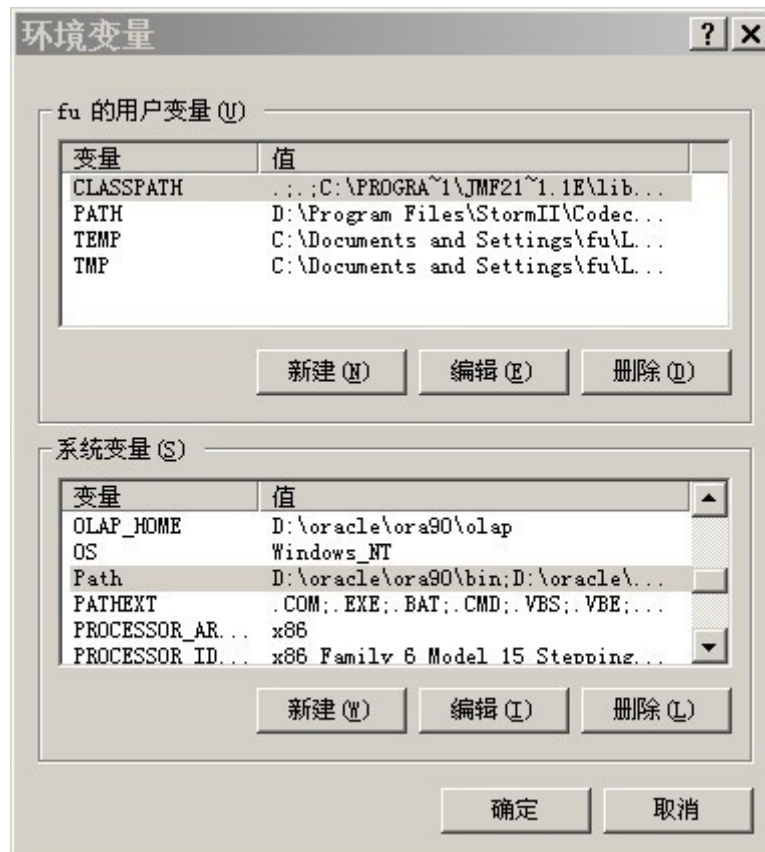 环境变量
? ×
fu 的用户变量(U)
变量 值
CLASSPATH .;.;C:\PROGRA~1\JMF21~1.1E\lib...
PATH D:\Program Files\StormII\Codec...
TEMP C:\Documents and Settings\fu\L...
TMP C:\Documents and Settings\fu\L...
新建(N) 编辑(E) 删除(D)
系统变量(S)
变量 值
OLAP_HOME D:\oracle\ora90\olap
OS Windows_NT
Path D:\oracle\ora90\bin;D:\oracle\...
PATHEXT .COM;.EXE;.BAT;.CMD;.VBS;.VBE;...
PROCESSOR_AR... x86
PROCESSOR_ID... x86 Family 6 Model 15 Stepping...
新建(W) 编辑(I) 删除(L)
确定 取消